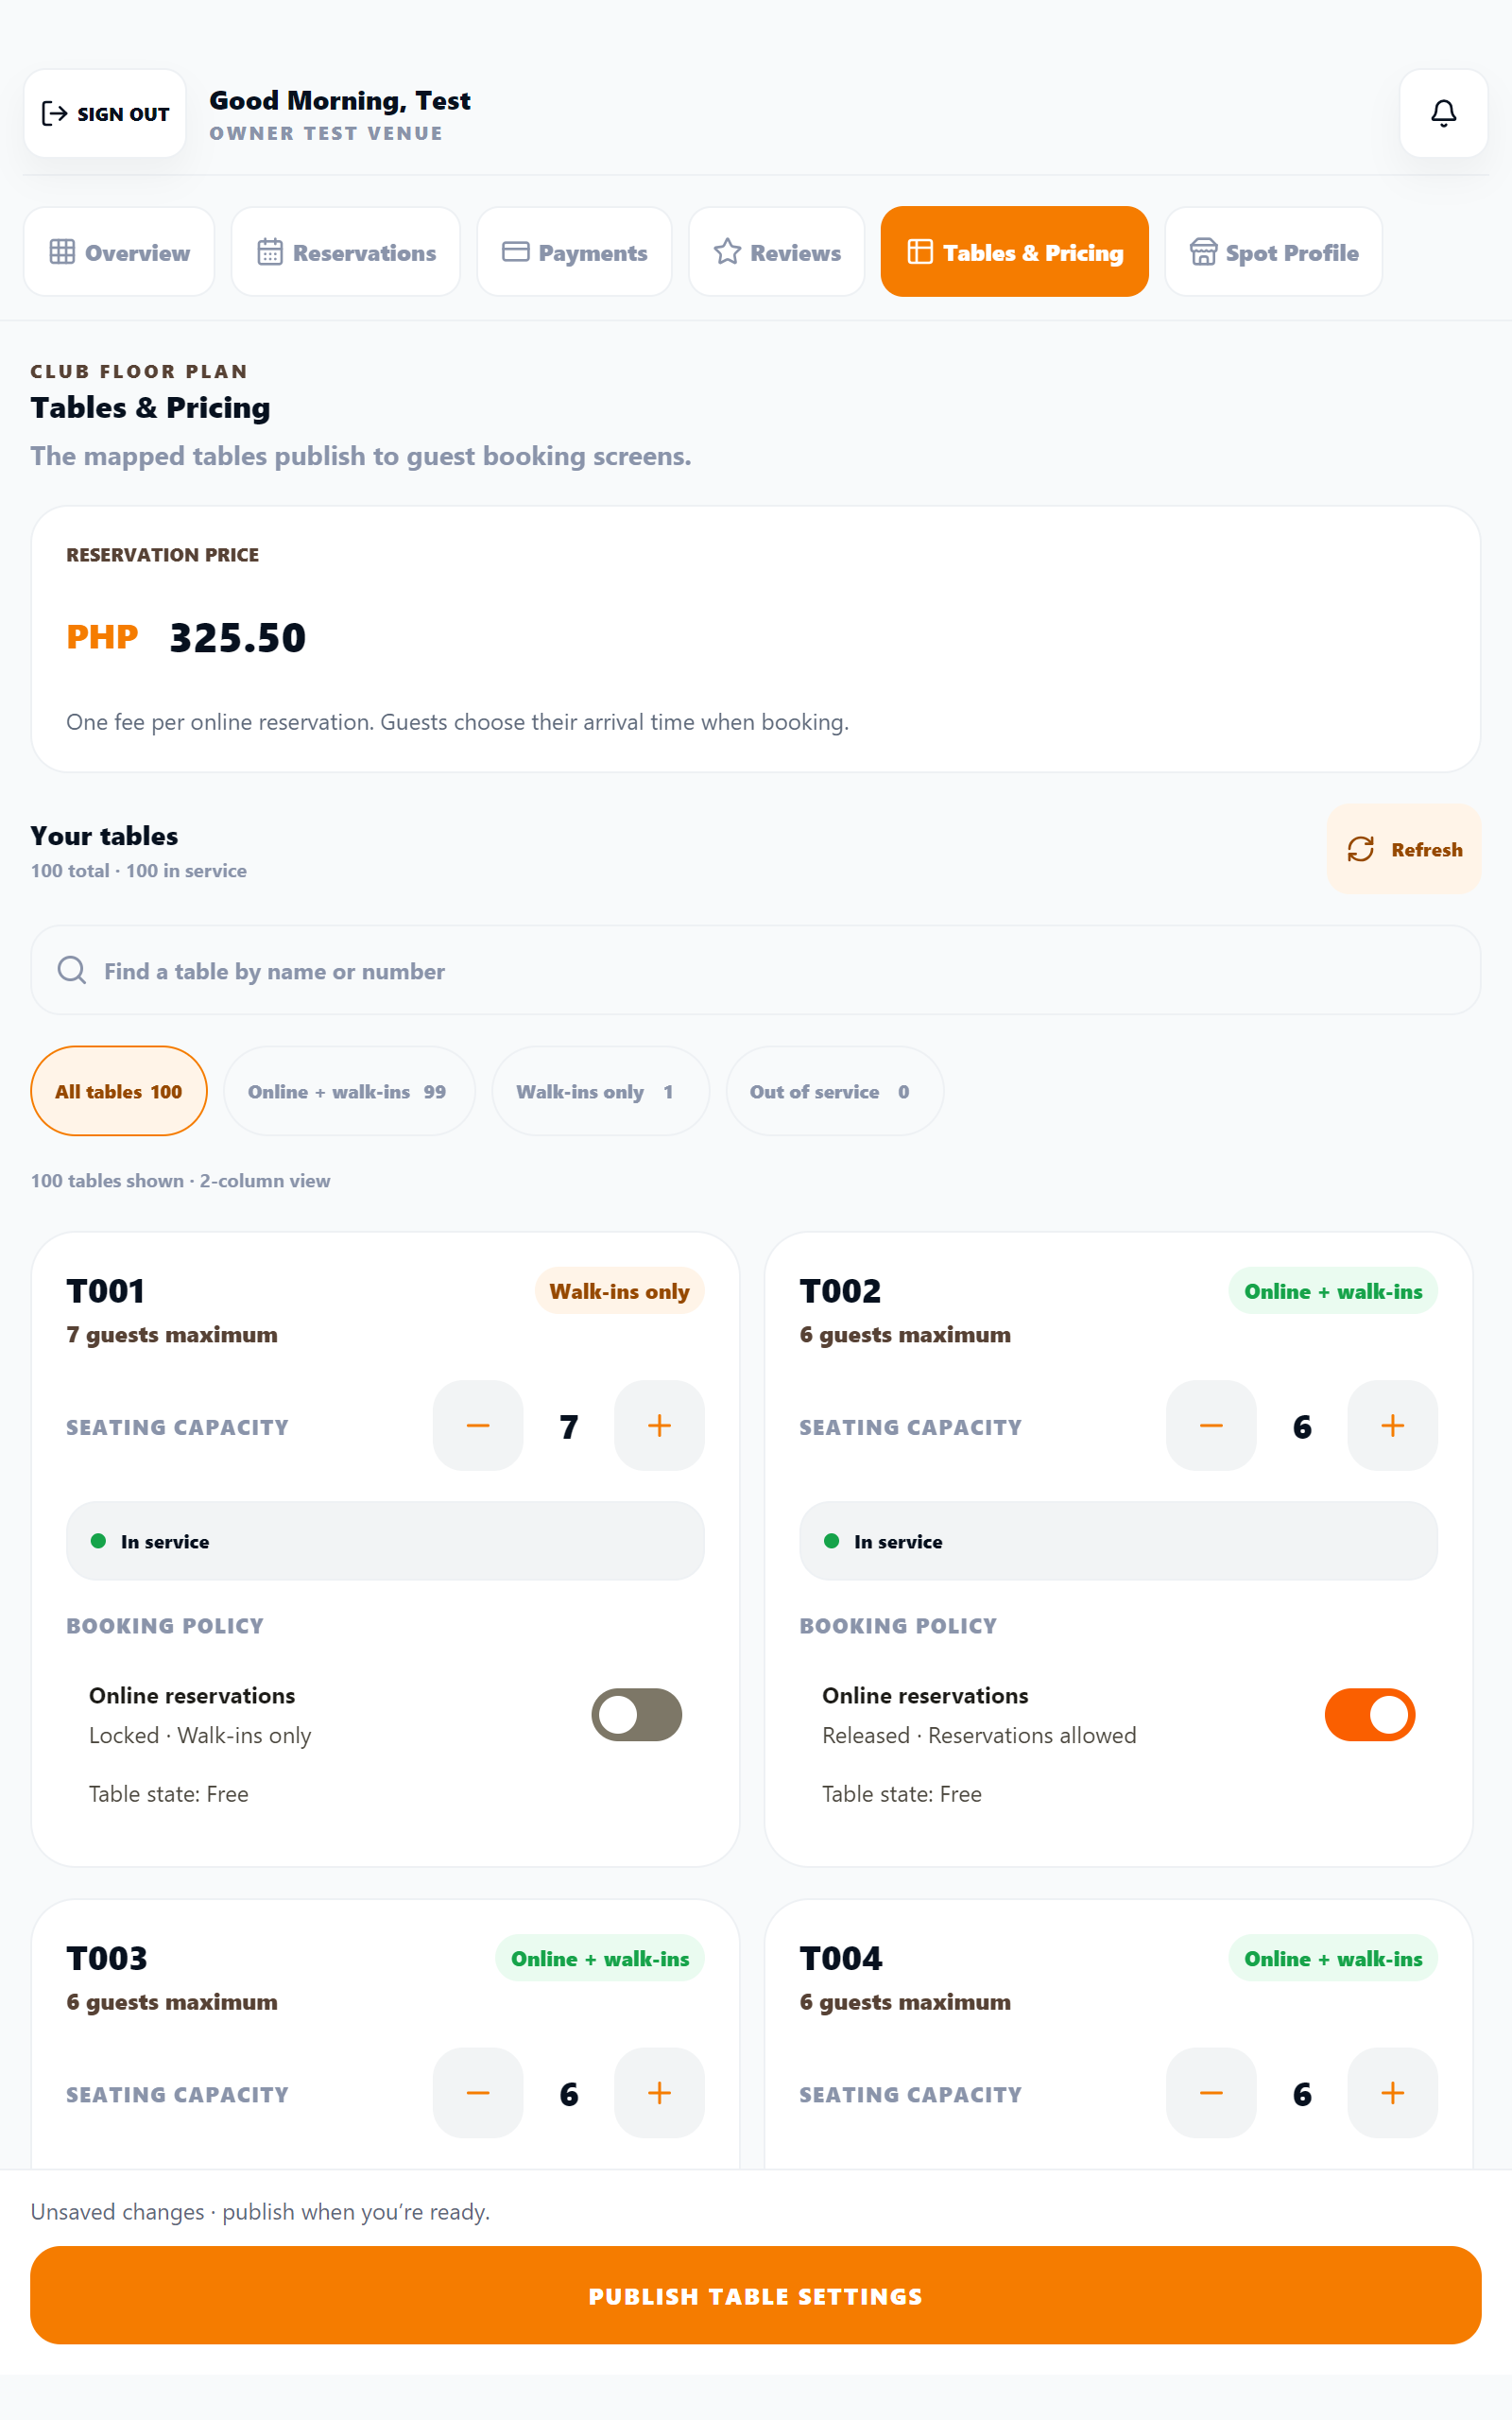 SIGN OUT
Good Morning, Test
OWNER TEST VENUE
Overview
Reservations
Payments
Reviews
Tables & Pricing
Spot Profile
CLUB FLOOR PLAN
Tables & Pricing
The mapped tables publish to guest booking screens.
RESERVATION PRICE
PHP 325.50
One fee per online reservation. Guests choose their arrival time when booking.
Your tables
100 total · 100 in service
Refresh
Find a table by name or number
All tables 100
Online + walk-ins 99
Walk-ins only 1
Out of service 0
100 tables shown · 2-column view
T001
Walk-ins only
7 guests maximum
SEATING CAPACITY
− 7 +
In service
BOOKING POLICY
Online reservations
Locked · Walk-ins only
Table state: Free
T002
Online + walk-ins
6 guests maximum
SEATING CAPACITY
− 6 +
In service
BOOKING POLICY
Online reservations
Released · Reservations allowed
Table state: Free
T003
Online + walk-ins
6 guests maximum
SEATING CAPACITY
− 6 +
T004
Online + walk-ins
6 guests maximum
SEATING CAPACITY
− 6 +
Unsaved changes · publish when you’re ready.
PUBLISH TABLE SETTINGS